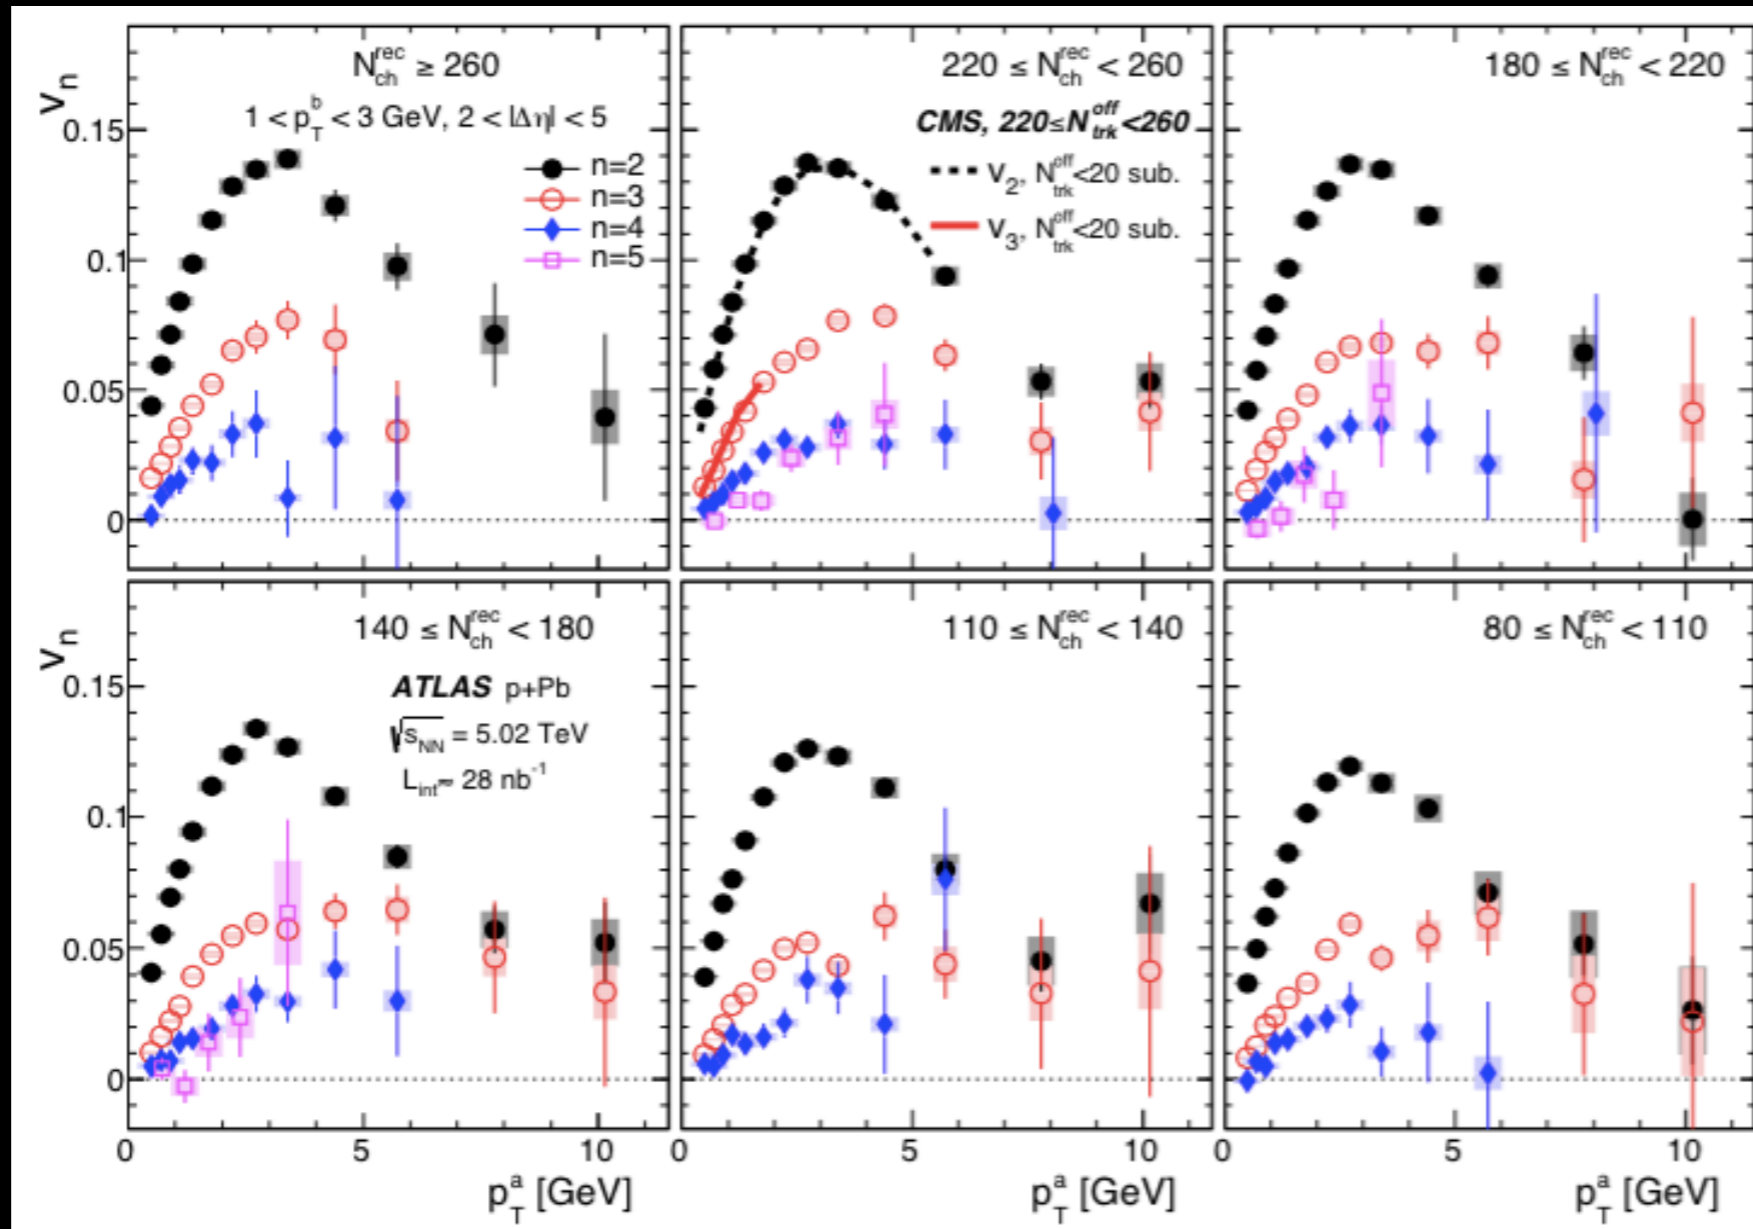 N_ch^rec ≥ 260
1 < p_T^b < 3 GeV, 2 < |Δη| < 5
n=2
n=3
n=4
n=5
v_n
0.15
0.1
0.05
0
220 ≤ N_ch^rec < 260
CMS, 220≤N_trk^off<260
V_2, N_trk^off<20 sub.
V_3, N_trk^off<20 sub.
180 ≤ N_ch^rec < 220
140 ≤ N_ch^rec < 180
ATLAS p+Pb
√s_NN = 5.02 TeV
L_int≈ 28 nb^-1
v_n
0.15
0.1
0.05
0
110 ≤ N_ch^rec < 140
80 ≤ N_ch^rec < 110
0 5 10 0 5 10 0 5 10
p_T^a [GeV] p_T^a [GeV] p_T^a [GeV]